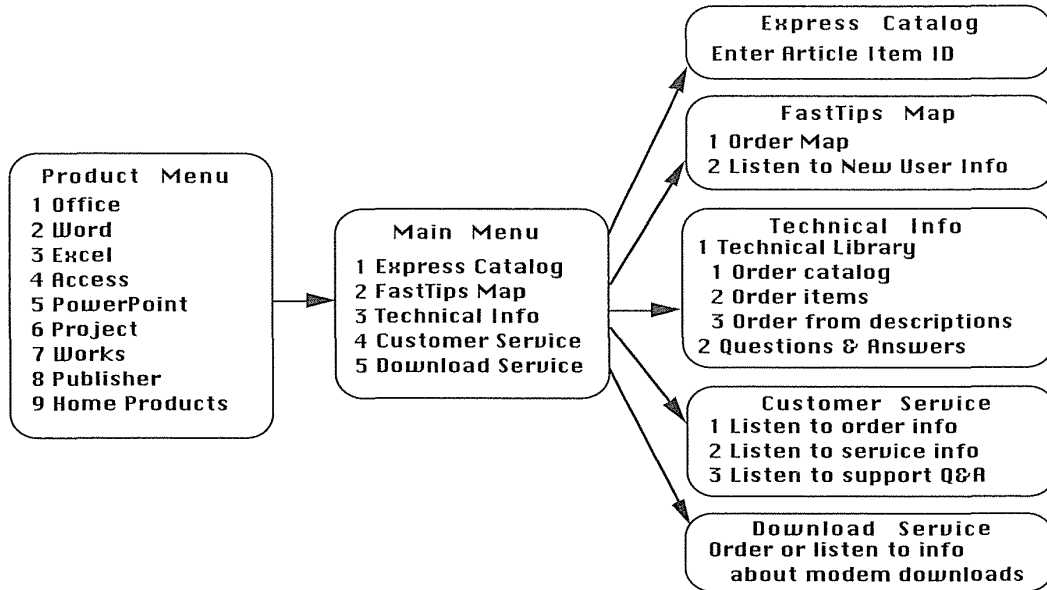 Product Menu
1 Office
2 Word
3 Excel
4 Access
5 PowerPoint
6 Project
7 Works
8 Publisher
9 Home Products
Main Menu
1 Express Catalog
2 FastTips Map
3 Technical Info
4 Customer Service
5 Download Service
Express Catalog
Enter Article Item ID
FastTips Map
1 Order Map
2 Listen to New User Info
Technical Info
1 Technical Library
1 Order catalog
2 Order items
3 Order from descriptions
2 Questions & Answers
Customer Service
1 Listen to order info
2 Listen to service info
3 Listen to support Q&A
Download Service
Order or listen to info
about modem downloads